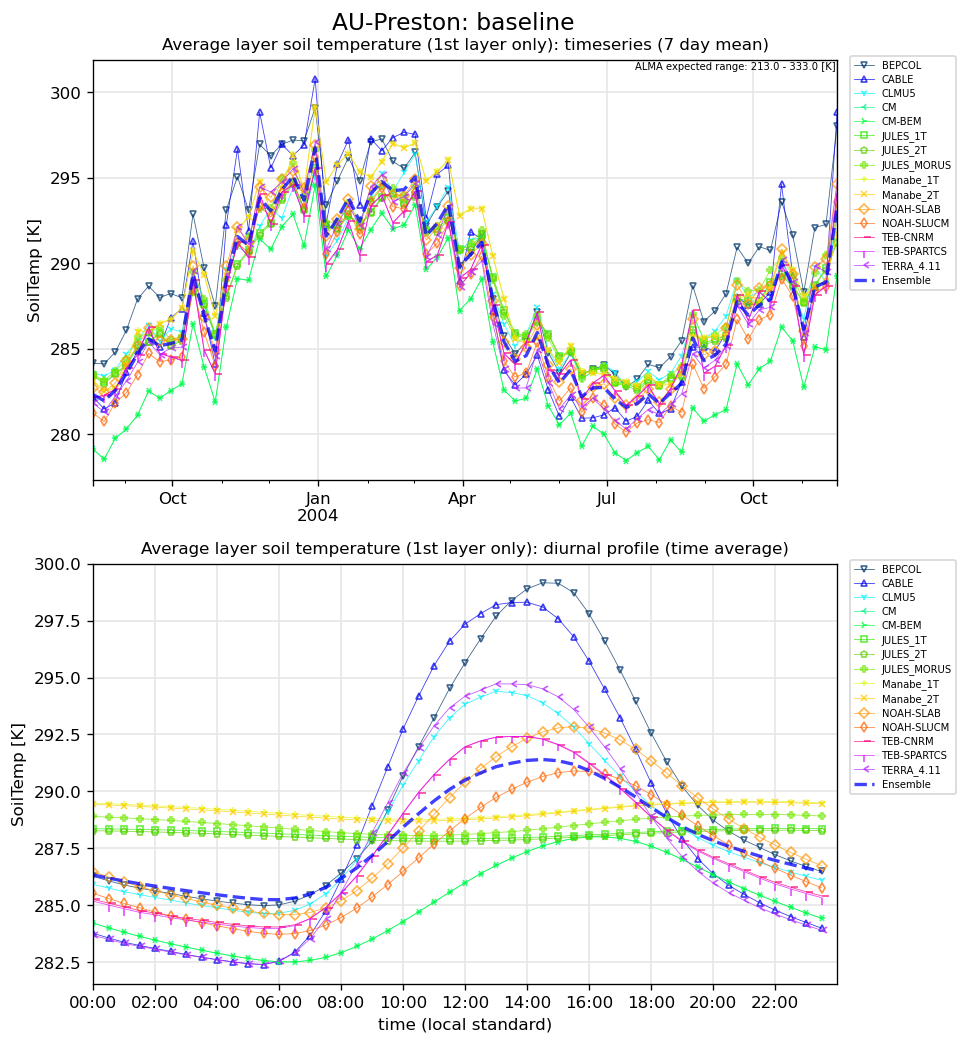 AU-Preston: baseline
Average layer soil temperature (1st layer only): timeseries (7 day mean)
ALMA expected range: 213.0 - 333.0 [K]
SoilTemp [K]
300
295
290
285
280
Oct
Jan
2004
Apr
Jul
Oct
BEPCOL
CABLE
CLMU5
CM
CM-BEM
JULES_1T
JULES_2T
JULES_MORUS
Manabe_1T
Manabe_2T
NOAH-SLAB
NOAH-SLUCM
TEB-CNRM
TEB-SPARTCS
TERRA_4.11
Ensemble
Average layer soil temperature (1st layer only): diurnal profile (time average)
SoilTemp [K]
300.0
297.5
295.0
292.5
290.0
287.5
285.0
282.5
00:00
02:00
04:00
06:00
08:00
10:00
12:00
14:00
16:00
18:00
20:00
22:00
time (local standard)
BEPCOL
CABLE
CLMU5
CM
CM-BEM
JULES_1T
JULES_2T
JULES_MORUS
Manabe_1T
Manabe_2T
NOAH-SLAB
NOAH-SLUCM
TEB-CNRM
TEB-SPARTCS
TERRA_4.11
Ensemble